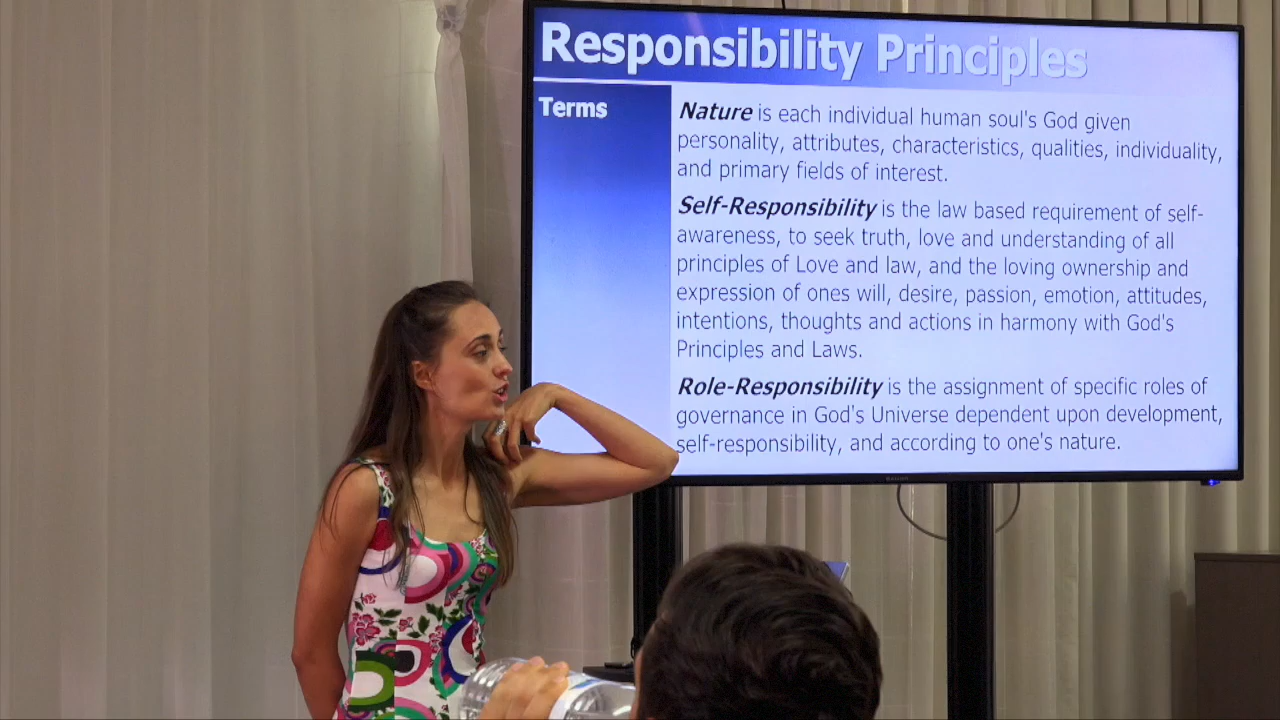 Responsibility Principles
Terms
Nature is each individual human soul's God given
personality, attributes, characteristics, qualities, individuality,
and primary fields of interest.
Self-Responsibility is the law based requirement of self-
awareness, to seek truth, love and understanding of all
principles of Love and law, and the loving ownership and
expression of ones will, desire, passion, emotion, attitudes,
intentions, thoughts and actions in harmony with God's
Principles and Laws.
Role-Responsibility is the assignment of specific roles of
governance in God's Universe dependent upon development,
self-responsibility, and according to one's nature.